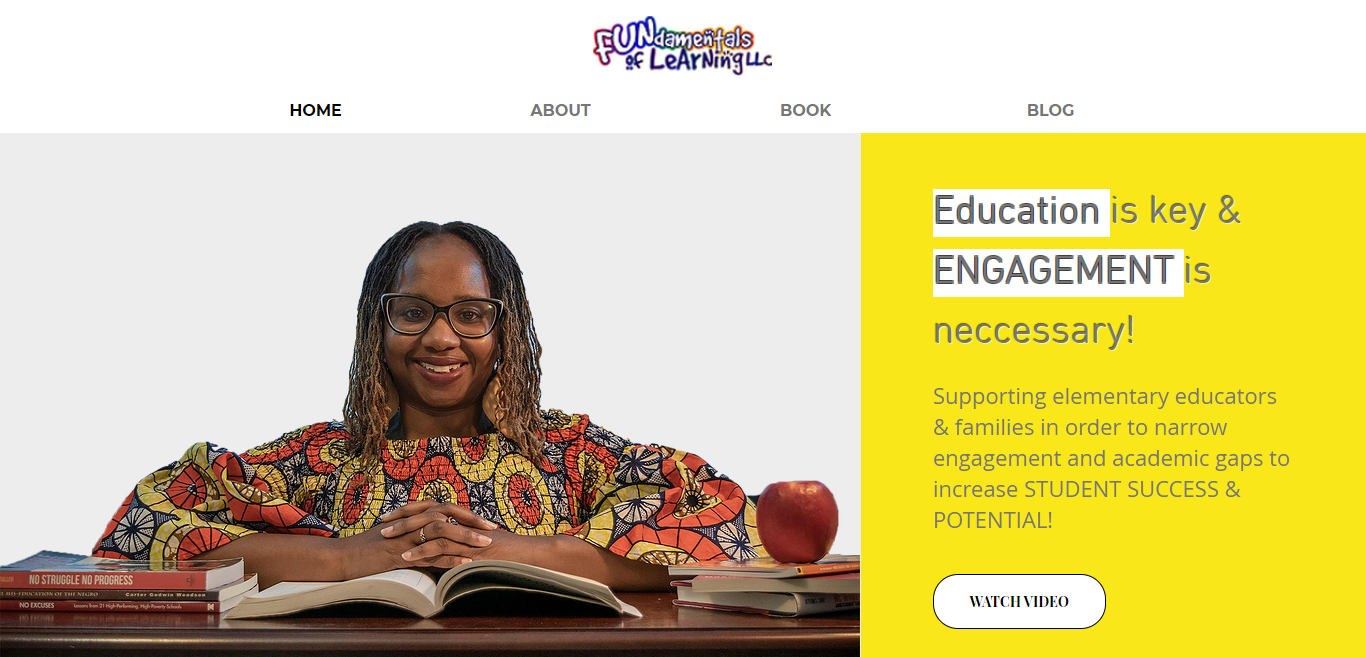 FUNdamentals
of LeArNingLLC
HOME
ABOUT
BOOK
BLOG
Education is key &
ENGAGEMENT is
neccessary!
Supporting elementary educators
& families in order to narrow
engagement and academic gaps to
increase STUDENT SUCCESS &
POTENTIAL!
WATCH VIDEO
NO STRUGGLE NO PROGRESS
MIS-EDUCATION OF THE NEGRO Carter Godwin Woodson
NO EXCUSES Lessons from 21 High-Performing, High-Poverty Schools